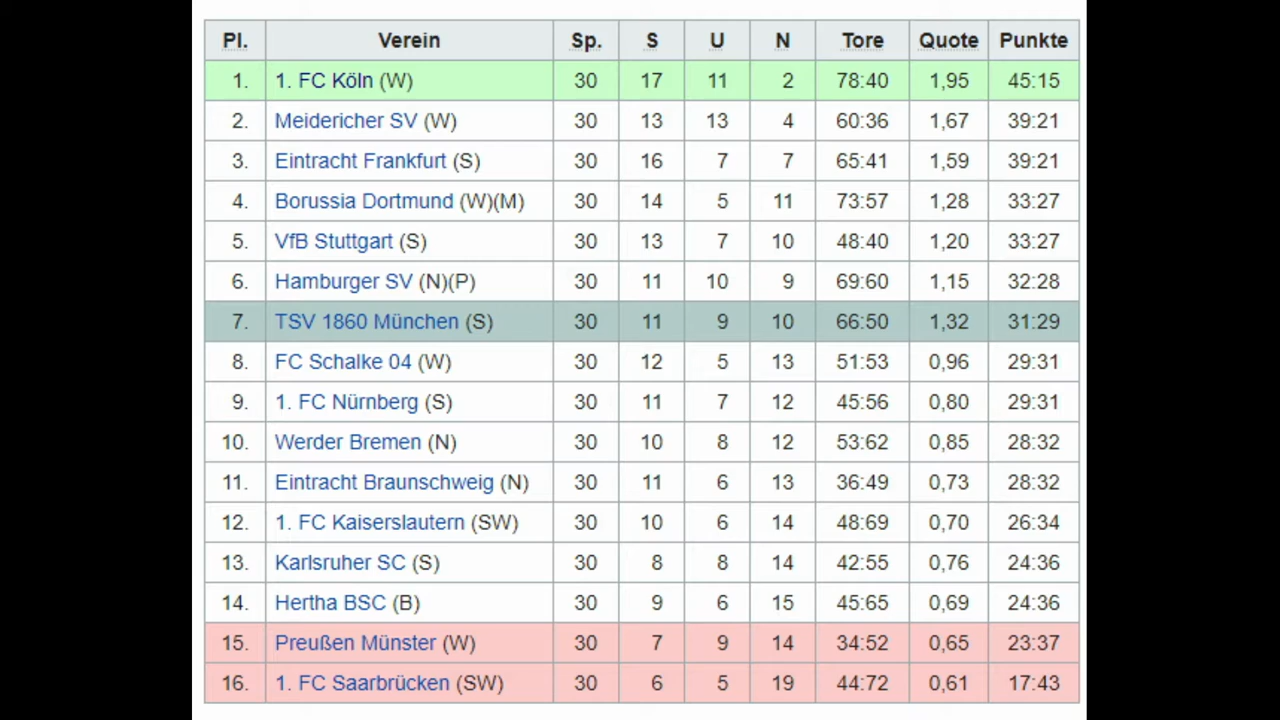 Pl. Verein Sp. S U N Tore Quote Punkte
1. 1. FC Köln (W) 30 17 11 2 78:40 1,95 45:15
2. Meidericher SV (W) 30 13 13 4 60:36 1,67 39:21
3. Eintracht Frankfurt (S) 30 16 7 7 65:41 1,59 39:21
4. Borussia Dortmund (W)(M) 30 14 5 11 73:57 1,28 33:27
5. VfB Stuttgart (S) 30 13 7 10 48:40 1,20 33:27
6. Hamburger SV (N)(P) 30 11 10 9 69:60 1,15 32:28
7. TSV 1860 München (S) 30 11 9 10 66:50 1,32 31:29
8. FC Schalke 04 (W) 30 12 5 13 51:53 0,96 29:31
9. 1. FC Nürnberg (S) 30 11 7 12 45:56 0,80 29:31
10. Werder Bremen (N) 30 10 8 12 53:62 0,85 28:32
11. Eintracht Braunschweig (N) 30 11 6 13 36:49 0,73 28:32
12. 1. FC Kaiserslautern (SW) 30 10 6 14 48:69 0,70 26:34
13. Karlsruher SC (S) 30 8 8 14 42:55 0,76 24:36
14. Hertha BSC (B) 30 9 6 15 45:65 0,69 24:36
15. Preußen Münster (W) 30 7 9 14 34:52 0,65 23:37
16. 1. FC Saarbrücken (SW) 30 6 5 19 44:72 0,61 17:43